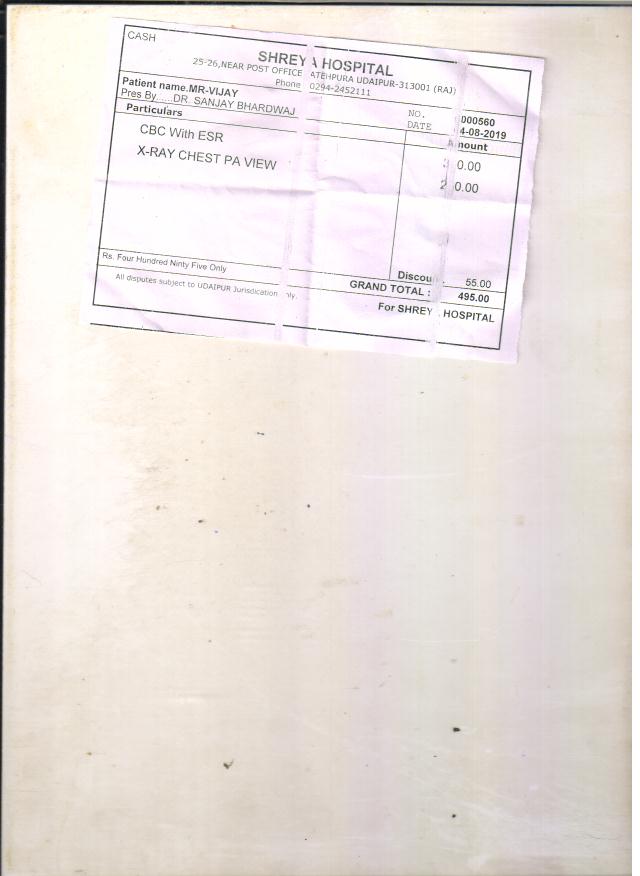 CASH
SHREYA HOSPITAL
25-26,NEAR POST OFFICE ATEHPURA UDAIPUR-313001 (RAJ)
Phone 0294-2452111
Patient name.MR-VIJAY
Pres By.....DR. SANJAY BHARDWAJ
NO. 000560
DATE 4-08-2019
Particulars Amount
CBC With ESR 0.00
X-RAY CHEST PA VIEW 2 0.00
Discou 55.00
Rs. Four Hundred Ninty Five Only
GRAND TOTAL : 495.00
All disputes subject to UDAIPUR Jurisdication nly.
For SHREY HOSPITAL